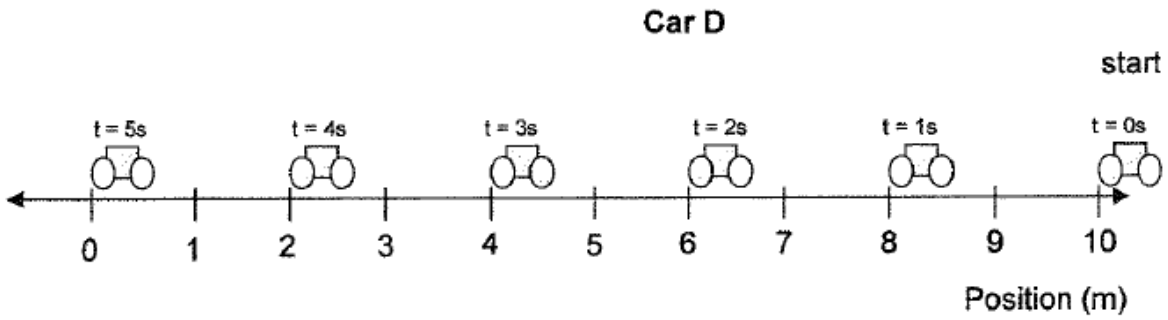 Car D
start
t = 5s t = 4s t = 3s t = 2s t = 1s t = 0s
0 1 2 3 4 5 6 7 8 9 10
Position (m)